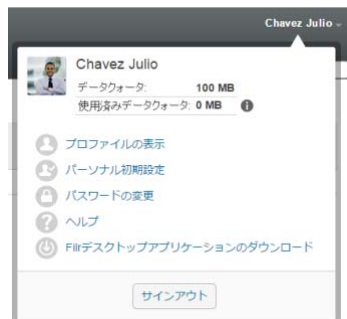 Chavez Julio
Chavez Julio
データクォータ: 100 MB
使用済みデータクォータ: 0 MB
プロファイルの表示
パーソナル初期設定
パスワードの変更
ヘルプ
Filrデスクトップアプリケーションのダウンロード
サインアウト